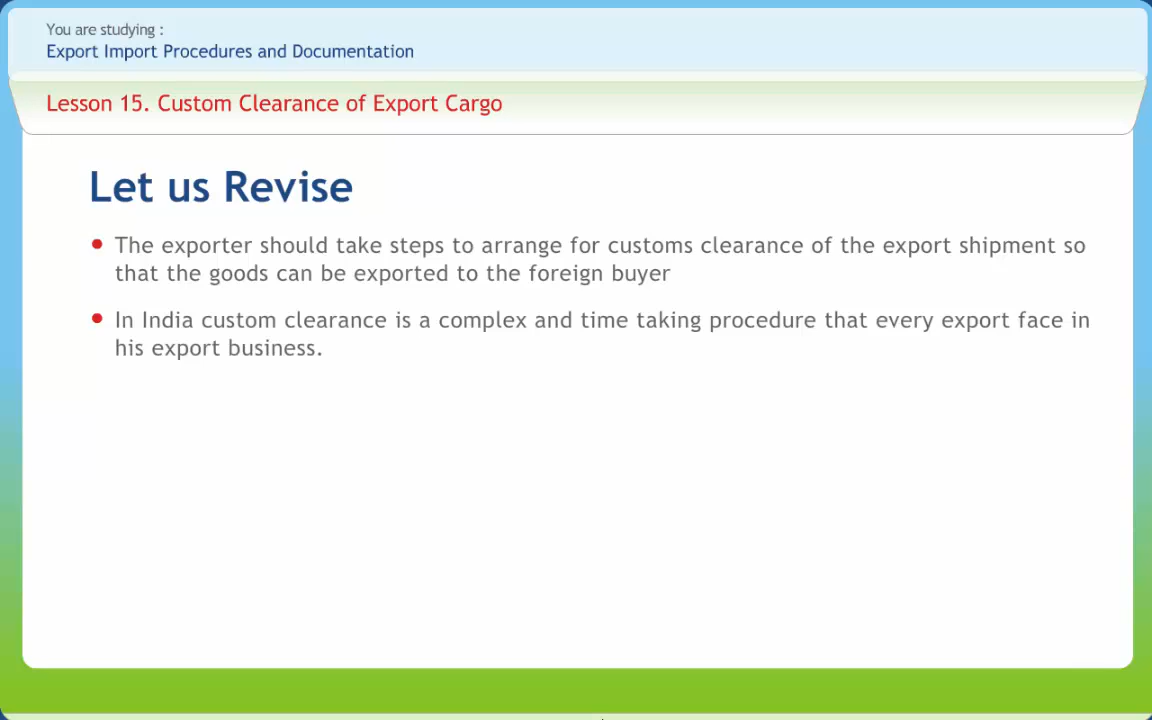 You are studying :
Export Import Procedures and Documentation
Lesson 15. Custom Clearance of Export Cargo
Let us Revise
• The exporter should take steps to arrange for customs clearance of the export shipment so
that the goods can be exported to the foreign buyer
• In India custom clearance is a complex and time taking procedure that every export face in
his export business.